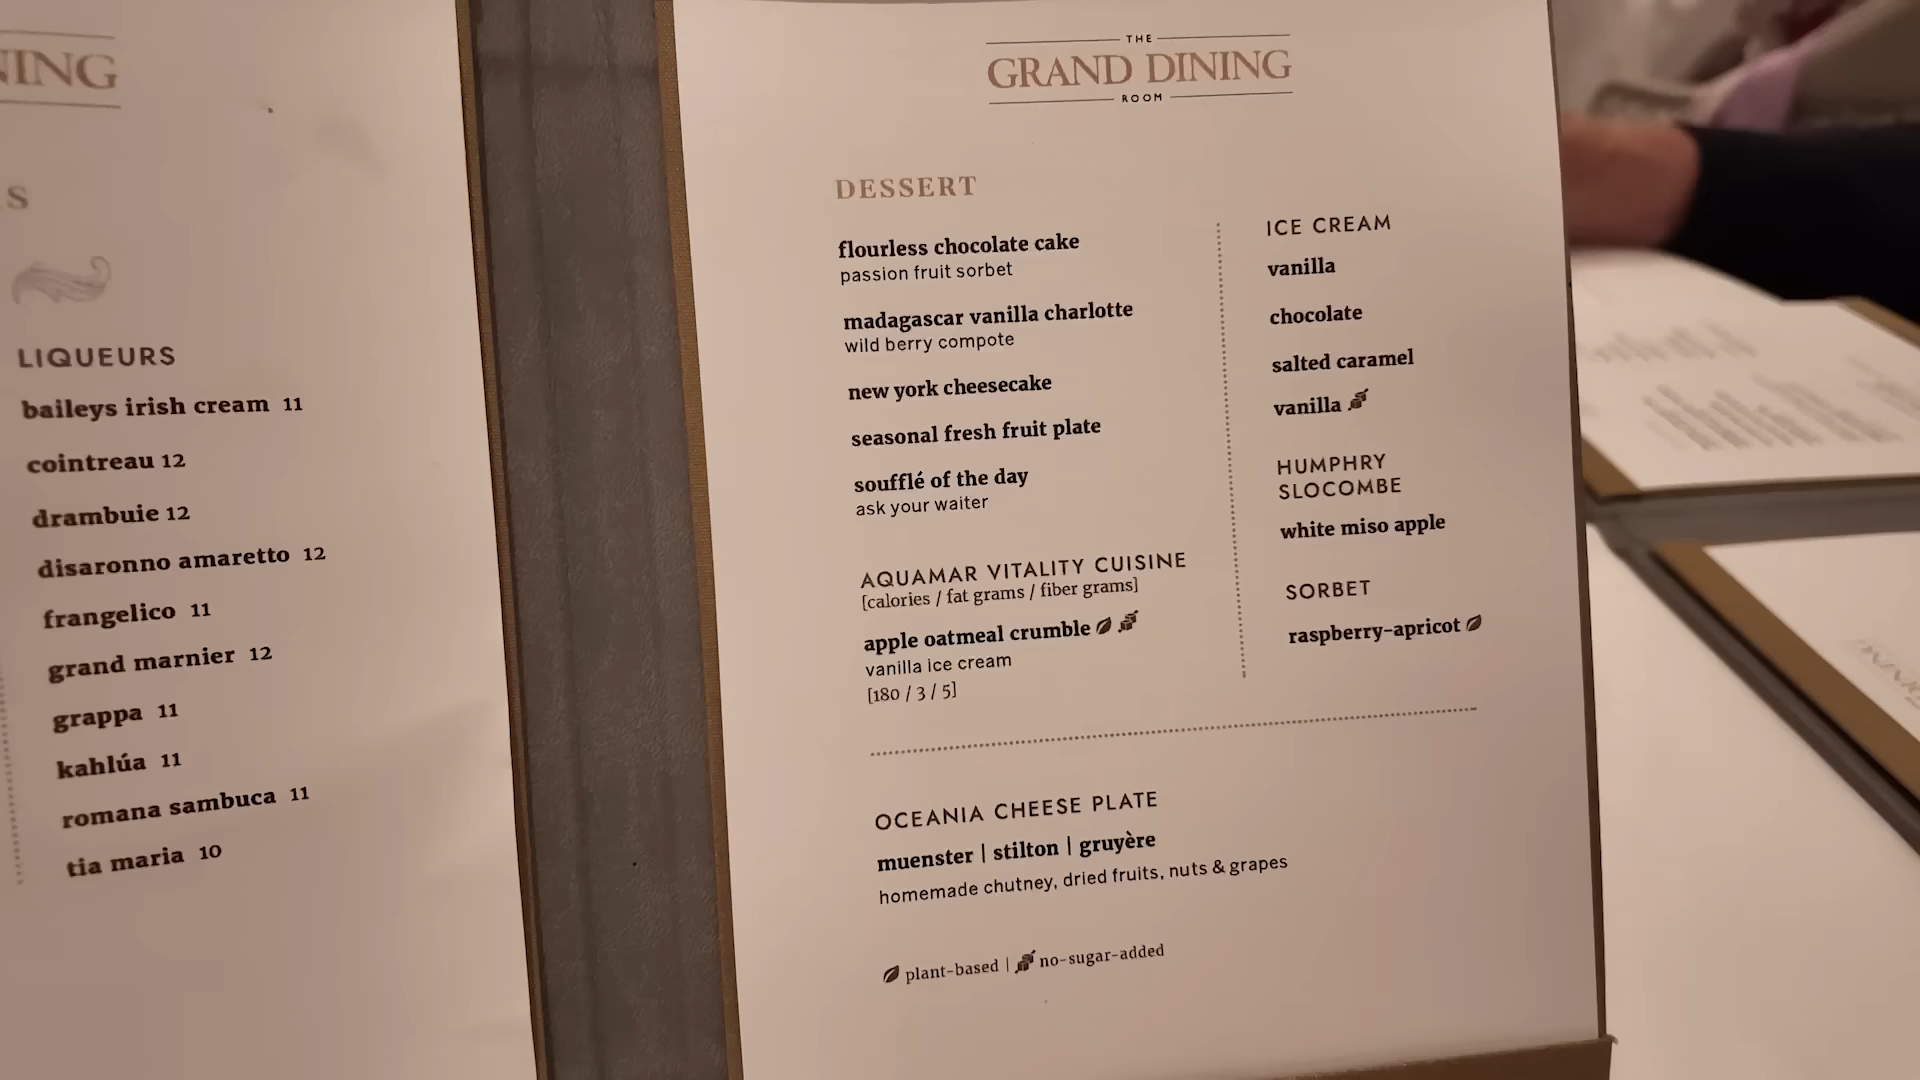 NING
S
LIQUEURS
baileys irish cream 11
cointreau 12
drambuie 12
disaronno amaretto 12
frangelico 11
grand marnier 12
grappa 11
kahlúa 11
romana sambuca 11
tia maria 10
THE
GRAND DINING
ROOM
DESSERT
flourless chocolate cake
passion fruit sorbet
madagascar vanilla charlotte
wild berry compote
new york cheesecake
seasonal fresh fruit plate
soufflé of the day
ask your waiter
AQUAMAR VITALITY CUISINE
[calories / fat grams / fiber grams]
apple oatmeal crumble
vanilla ice cream
[180 / 3 / 5]
ICE CREAM
vanilla
chocolate
salted caramel
vanilla
HUMPHRY
SLOCOMBE
white miso apple
SORBET
raspberry-apricot
OCEANIA CHEESE PLATE
muenster | stilton | gruyère
homemade chutney, dried fruits, nuts & grapes
plant-based | no-sugar-added